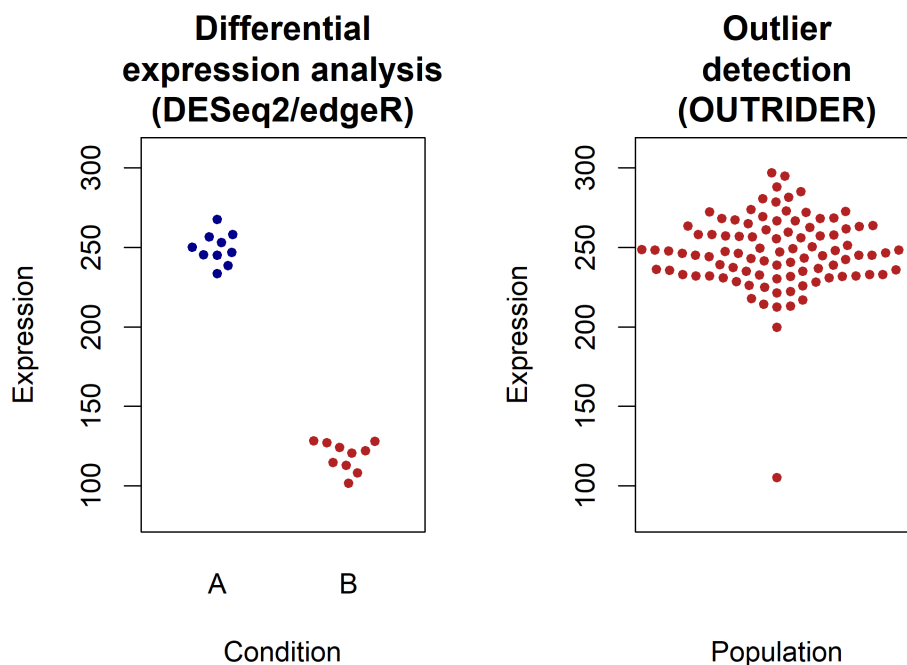 Differential
expression analysis
(DESeq2/edgeR)
Expression
300
250
200
150
100
A B
Condition
Outlier
detection
(OUTRIDER)
Expression
300
250
200
150
100
Population